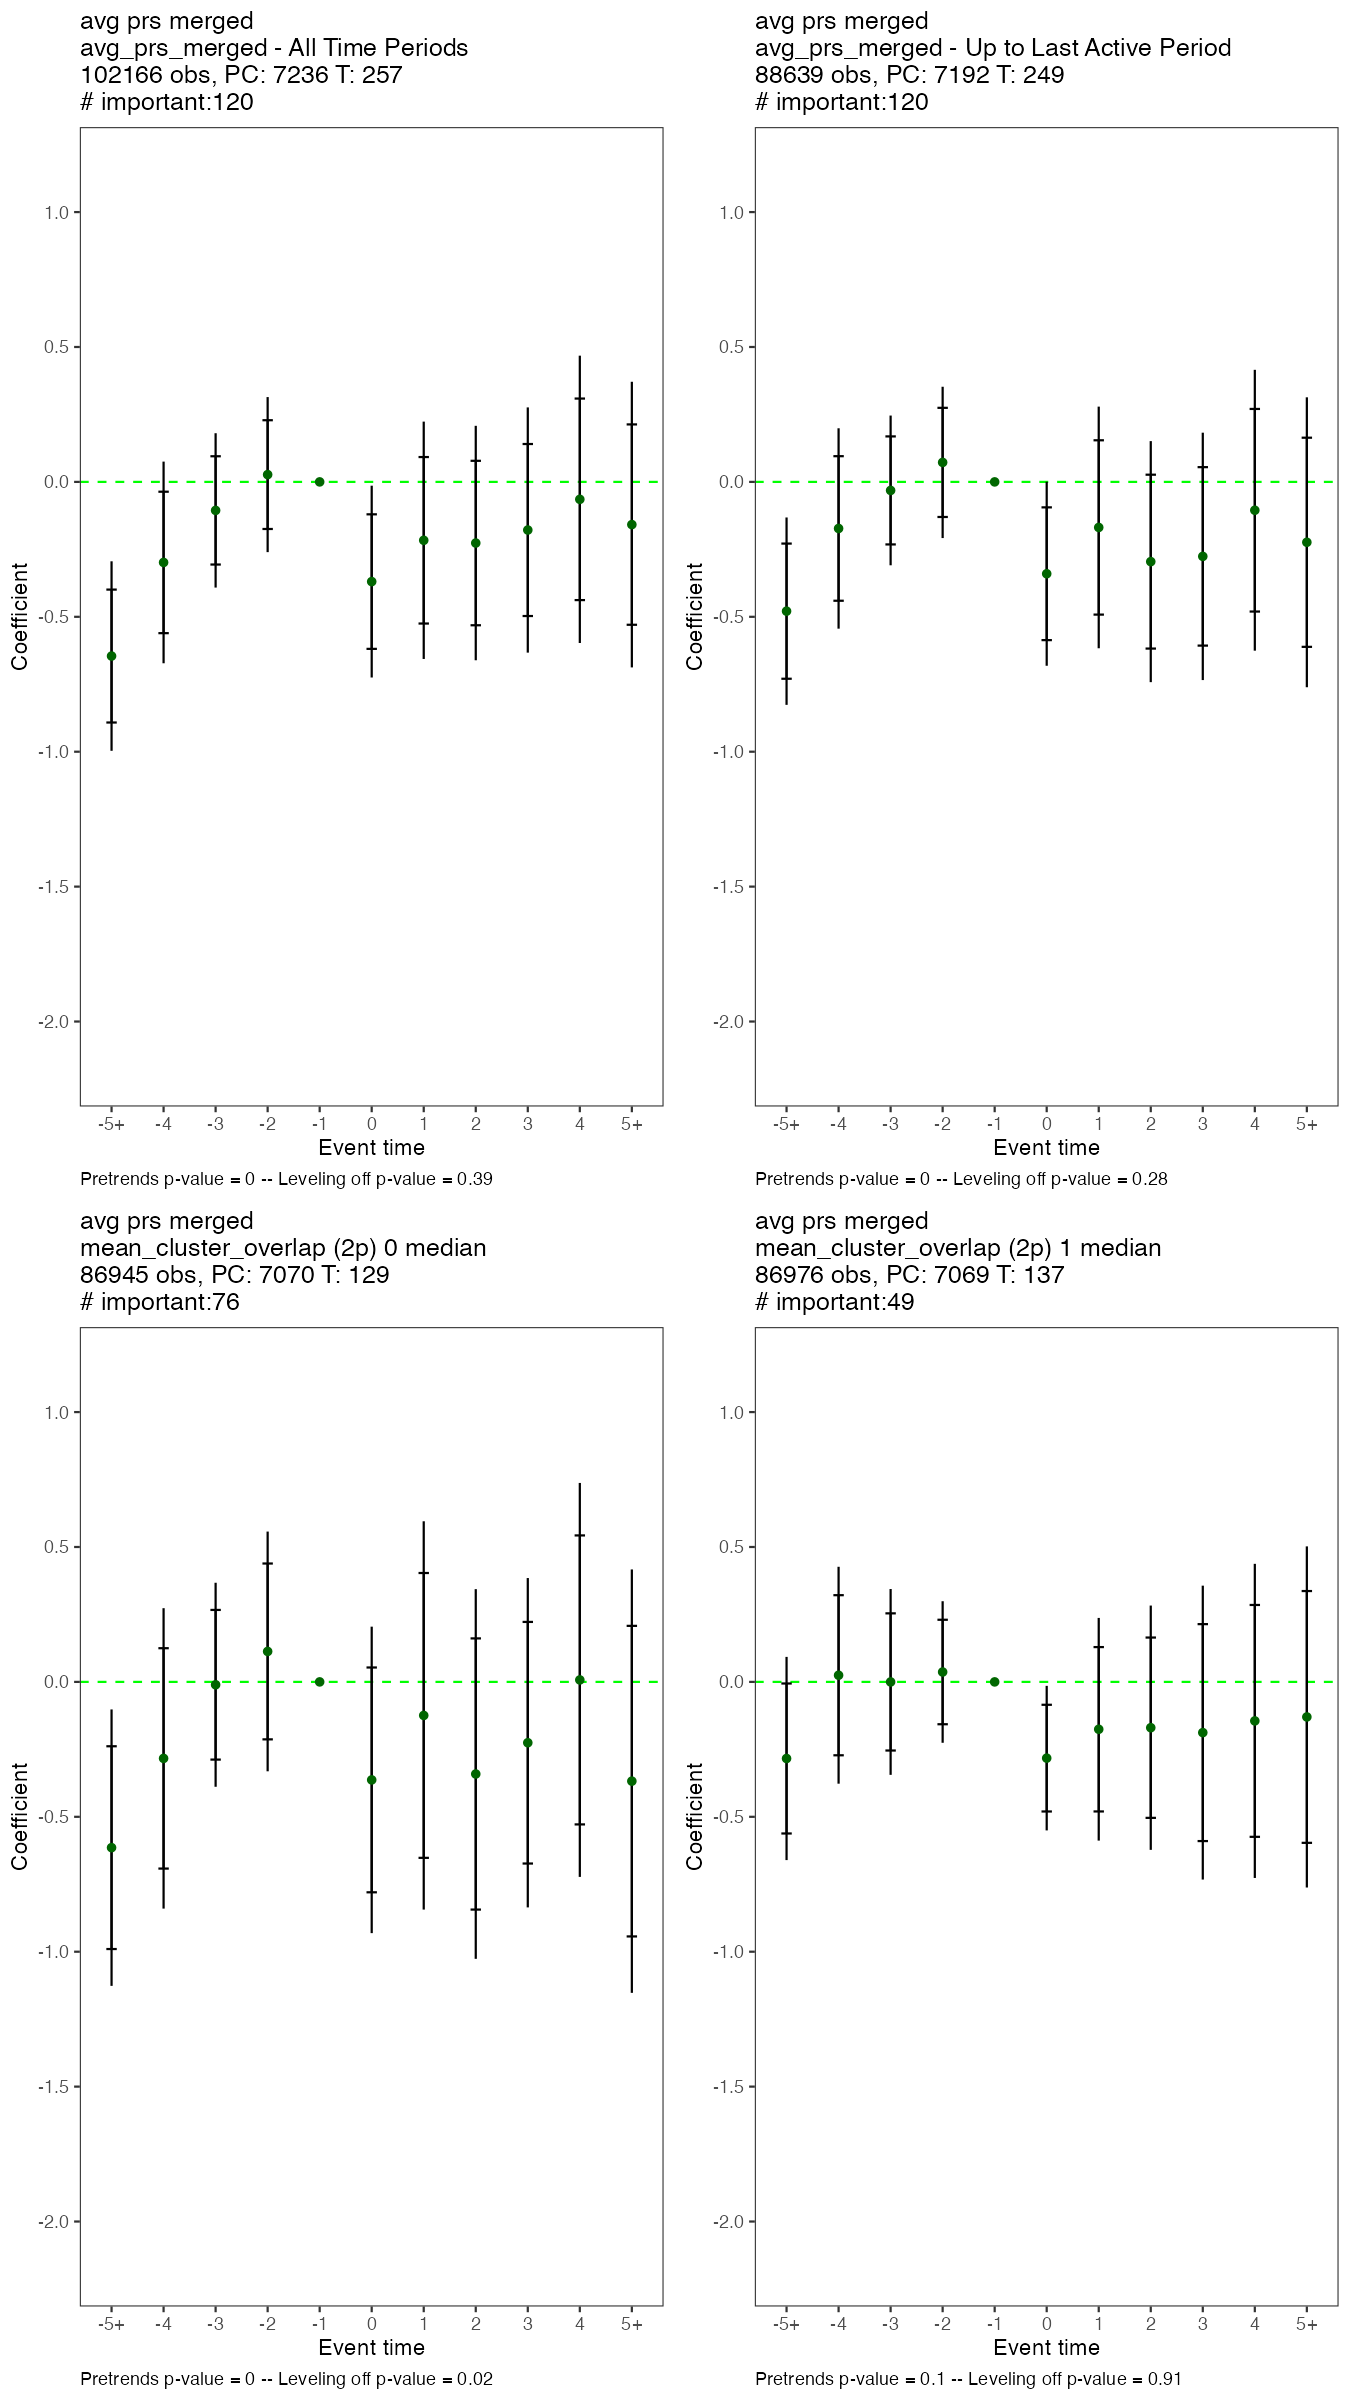 avg prs merged
avg_prs_merged - All Time Periods
102166 obs, PC: 7236 T: 257
# important:120
1.0
0.5
0.0
-0.5
-1.0
-1.5
-2.0
Coefficient
-5+ -4 -3 -2 -1 0 1 2 3 4 5+
Event time
Pretrends p-value = 0 -- Leveling off p-value = 0.39
avg prs merged
avg_prs_merged - Up to Last Active Period
88639 obs, PC: 7192 T: 249
# important:120
1.0
0.5
0.0
-0.5
-1.0
-1.5
-2.0
Coefficient
-5+ -4 -3 -2 -1 0 1 2 3 4 5+
Event time
Pretrends p-value = 0 -- Leveling off p-value = 0.28
avg prs merged
mean_cluster_overlap (2p) 0 median
86945 obs, PC: 7070 T: 129
# important:76
1.0
0.5
0.0
-0.5
-1.0
-1.5
-2.0
Coefficient
-5+ -4 -3 -2 -1 0 1 2 3 4 5+
Event time
Pretrends p-value = 0 -- Leveling off p-value = 0.02
avg prs merged
mean_cluster_overlap (2p) 1 median
86976 obs, PC: 7069 T: 137
# important:49
1.0
0.5
0.0
-0.5
-1.0
-1.5
-2.0
Coefficient
-5+ -4 -3 -2 -1 0 1 2 3 4 5+
Event time
Pretrends p-value = 0.1 -- Leveling off p-value = 0.91